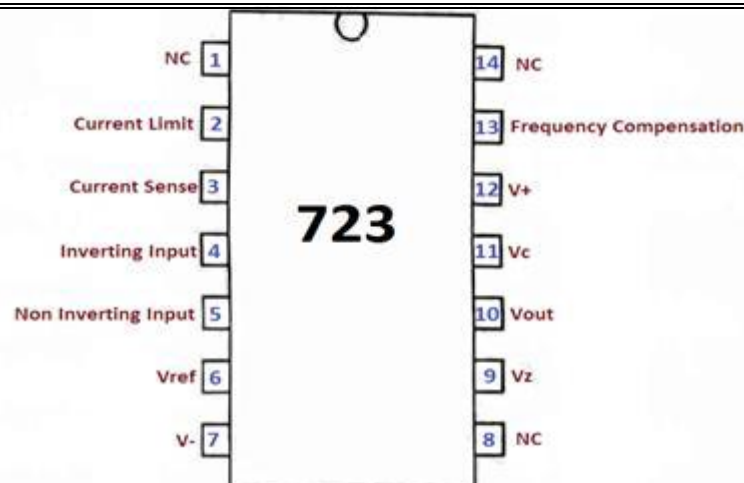 NC 1
14 NC
Current Limit 2
13 Frequency Compensation
Current Sense 3
12 V+
723
Inverting Input 4
11 Vc
Non Inverting Input 5
10 Vout
Vref 6
9 Vz
V- 7
8 NC